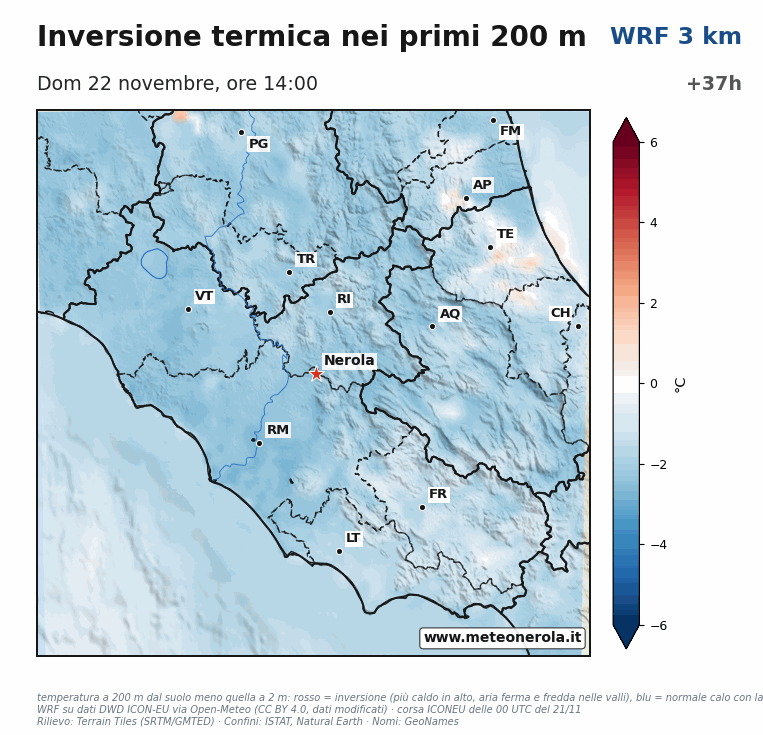 Inversione termica nei primi 200 m
WRF 3 km
Dom 22 novembre, ore 14:00
+37h
FM
PG
AP
TE
TR
VT
RI
AQ
CH
Nerola
RM
FR
LT
www.meteonerola.it
6
4
2
0
−2
−4
−6
°C
temperatura a 200 m dal suolo meno quella a 2 m: rosso = inversione (più caldo in alto, aria ferma e fredda nelle valli), blu = normale calo con la
WRF su dati DWD ICON-EU via Open-Meteo (CC BY 4.0, dati modificati) · corsa ICONEU delle 00 UTC del 21/11
Rilievo: Terrain Tiles (SRTM/GMTED) · Confini: ISTAT, Natural Earth · Nomi: GeoNames